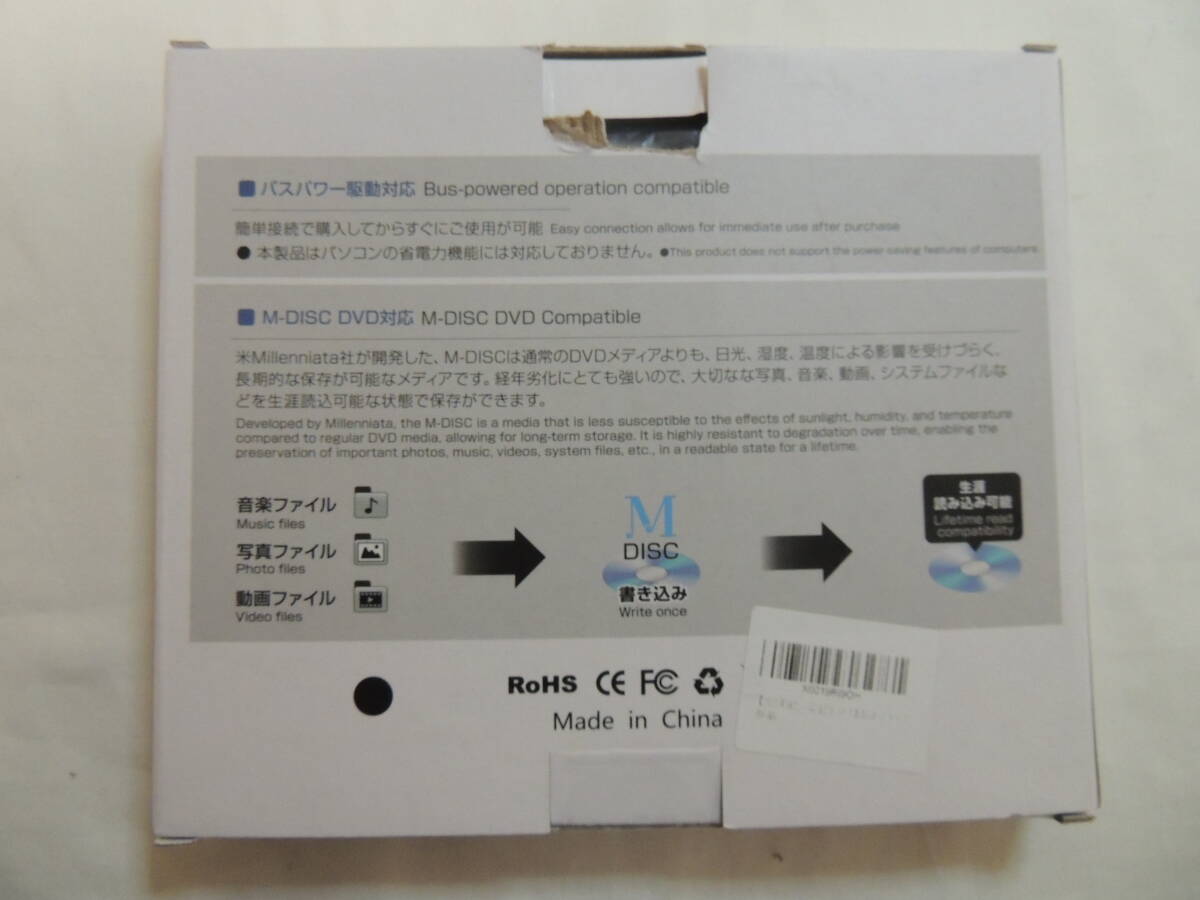 バスパワー駆動対応 Bus-powered operation compatible
簡単接続で購入してからすぐにご使用が可能 Easy connection allows for immediate use after purchase
● 本製品はパソコンの省電力機能には対応しておりません。 ●This product does not support the power-saving features of computers.
M-DISC DVD対応 M-DISC DVD Compatible
米Millenniata社が開発した、M-DISCは通常のDVDメディアよりも、日光、湿度、温度による影響を受けづらく、
長期的な保存が可能なメディアです。経年劣化にとても強いので、大切なな写真、音楽、動画、システムファイルな
どを生涯読込可能な状態で保存ができます。
Developed by Millenniata, the M-DISC is a media that is less susceptible to the effects of sunlight, humidity, and temperature
compared to regular DVD media, allowing for long-term storage. It is highly resistant to degradation over time, enabling the
preservation of important photos, music, videos, system files, etc., in a readable state for a lifetime.
音楽ファイル
Music files
写真ファイル
Photo files
動画ファイル
Video files
M
DISC
書き込み
Write once
生涯
読み込み可能
Lifetime read
compatibility
RoHS CE FC
Made in China